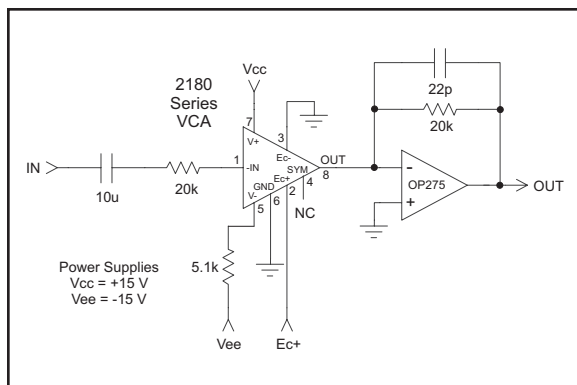 Vcc
2180
Series
VCA
7
V+
3
Ec-
IN
10u
20k
1
-IN
SYM
OUT
8
GND
Ec+
4
V-
2
6
5
NC
5.1k
Vee
Ec+
Power Supplies
Vcc = +15 V
Vee = -15 V
22p
20k
-
OP275
+
OUT